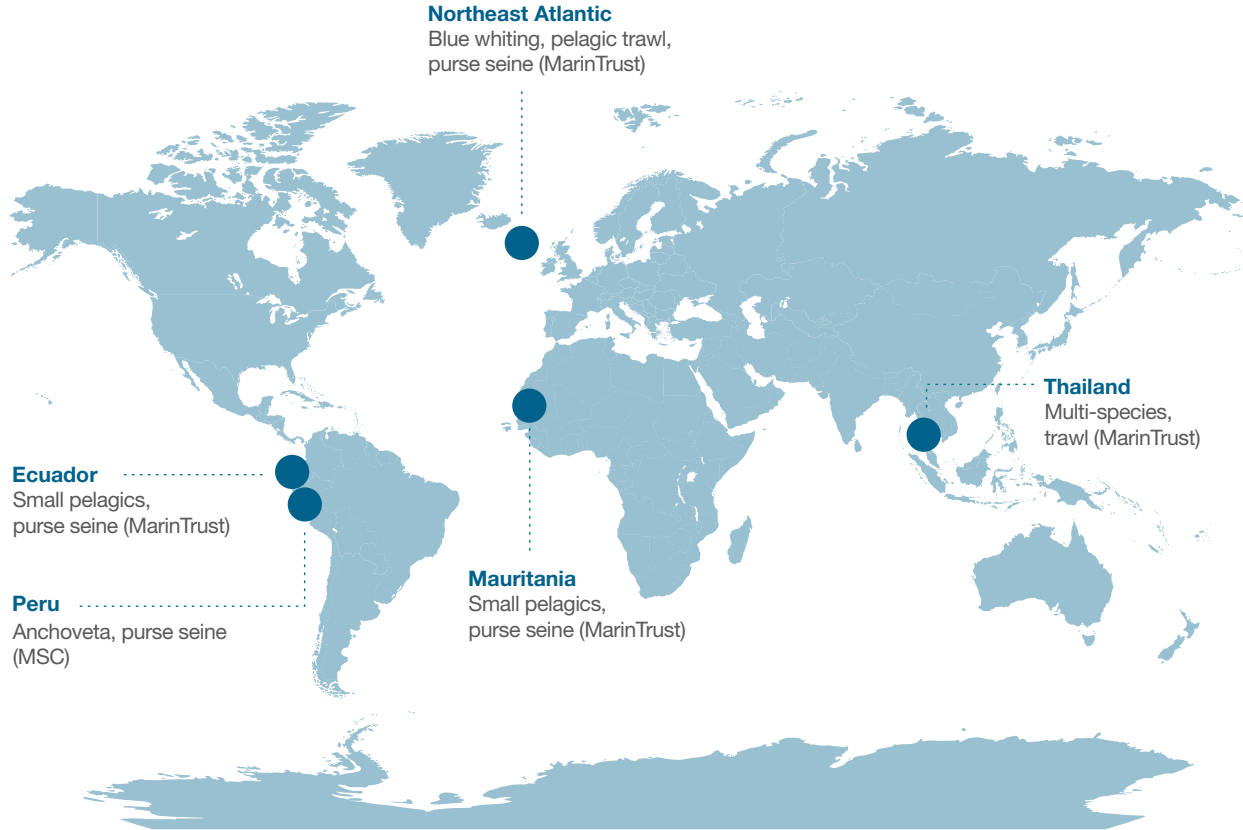 Northeast Atlantic
Blue whiting, pelagic trawl,
purse seine (MarinTrust)
Thailand
Multi-species,
trawl (MarinTrust)
Ecuador
Small pelagics,
purse seine (MarinTrust)
Mauritania
Small pelagics,
purse seine (MarinTrust)
Peru
Anchoveta, purse seine
(MSC)